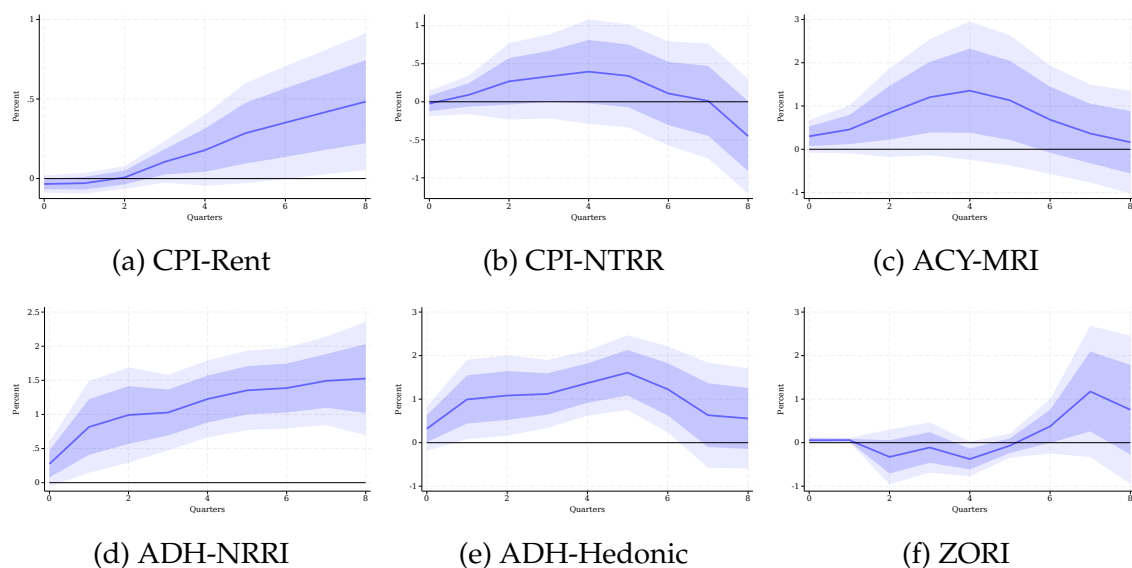 1
.5
0
Percent
0 2 4 6 8
Quarters
(a) CPI-Rent
1
.5
0
-.5
-1
Percent
0 2 4 6 8
Quarters
(b) CPI-NTRR
3
2
1
0
-1
Percent
0 2 4 6 8
Quarters
(c) ACY-MRI
2.5
2
1.5
1
.5
0
Percent
0 2 4 6 8
Quarters
(d) ADH-NRRI
3
2
1
0
-1
Percent
0 2 4 6 8
Quarters
(e) ADH-Hedonic
3
2
1
0
-1
Percent
0 2 4 6 8
Quarters
(f) ZORI